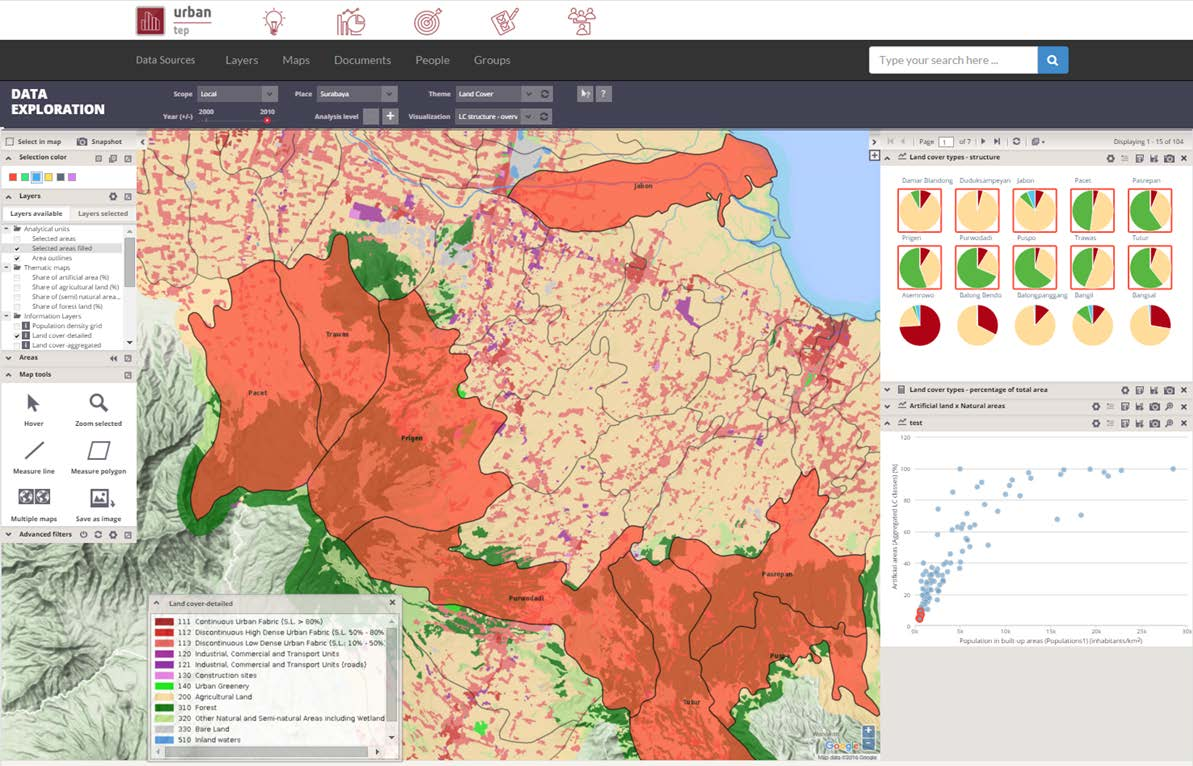 urban
tep
Data Sources Layers Maps Documents People Groups
Type your search here ...
DATA
EXPLORATION
Scope Local Place Surabaya Theme Land Cover ?
Year (+/-) 2000 2010 Analysis level + Visualization LC structure - overv
Select in map Snapshot
Selection color
Layers
Layers available Layers selected
Analytical units
Selected areas
Selected areas filled
Area outlines
Thematic maps
Share of artificial area (%)
Share of agricultural land (%)
Share of (semi) natural area...
Share of forest land (%)
Information Layers
Population density grid
Land cover-detailed
Land cover-aggregated
Areas
Map tools
Hover Zoom selected
Measure line Measure polygon
Multiple maps Save as image
Advanced filters
Jabon
Trawas
Pacet
Prigen
Pasrepan
Purwodadi
Tutur
Land cover-detailed
111 Continuous Urban Fabric (S.L. > 80%)
112 Discontinuous High Dense Urban Fabric (S.L. 50% - 80%
113 Discontinuous Low Dense Urban Fabric (S.L.: 10% - 50%
120 Industrial, Commercial and Transport Units
121 Industrial, Commercial and Transport Units (roads)
130 Construction sites
140 Urban Greenery
200 Agricultural Land
310 Forest
320 Other Natural and Semi-natural Areas including Wetland
330 Bare Land
510 Inland waters
Google
Map data ©2016 Google
Page 1 of 7 Displaying 1 - 15 of 104
Land cover types - structure
Damar Blandong Duduksampeyan Jabon Pacet Pasrepan
Prigen Purwodadi Puspo Trawas Tutur
Asemrowo Balong Bendo Balongpanggang Bangil Bangsal
Land cover types - percentage of total area
Artificial land x Natural areas
test
120
100
80
60
40
20
0
Artificial areas (Aggregated LC classes) [%]
0k 5k 10k 15k 20k 25k 30k
Population in built-up areas (Populations1) [inhabitants/km²]